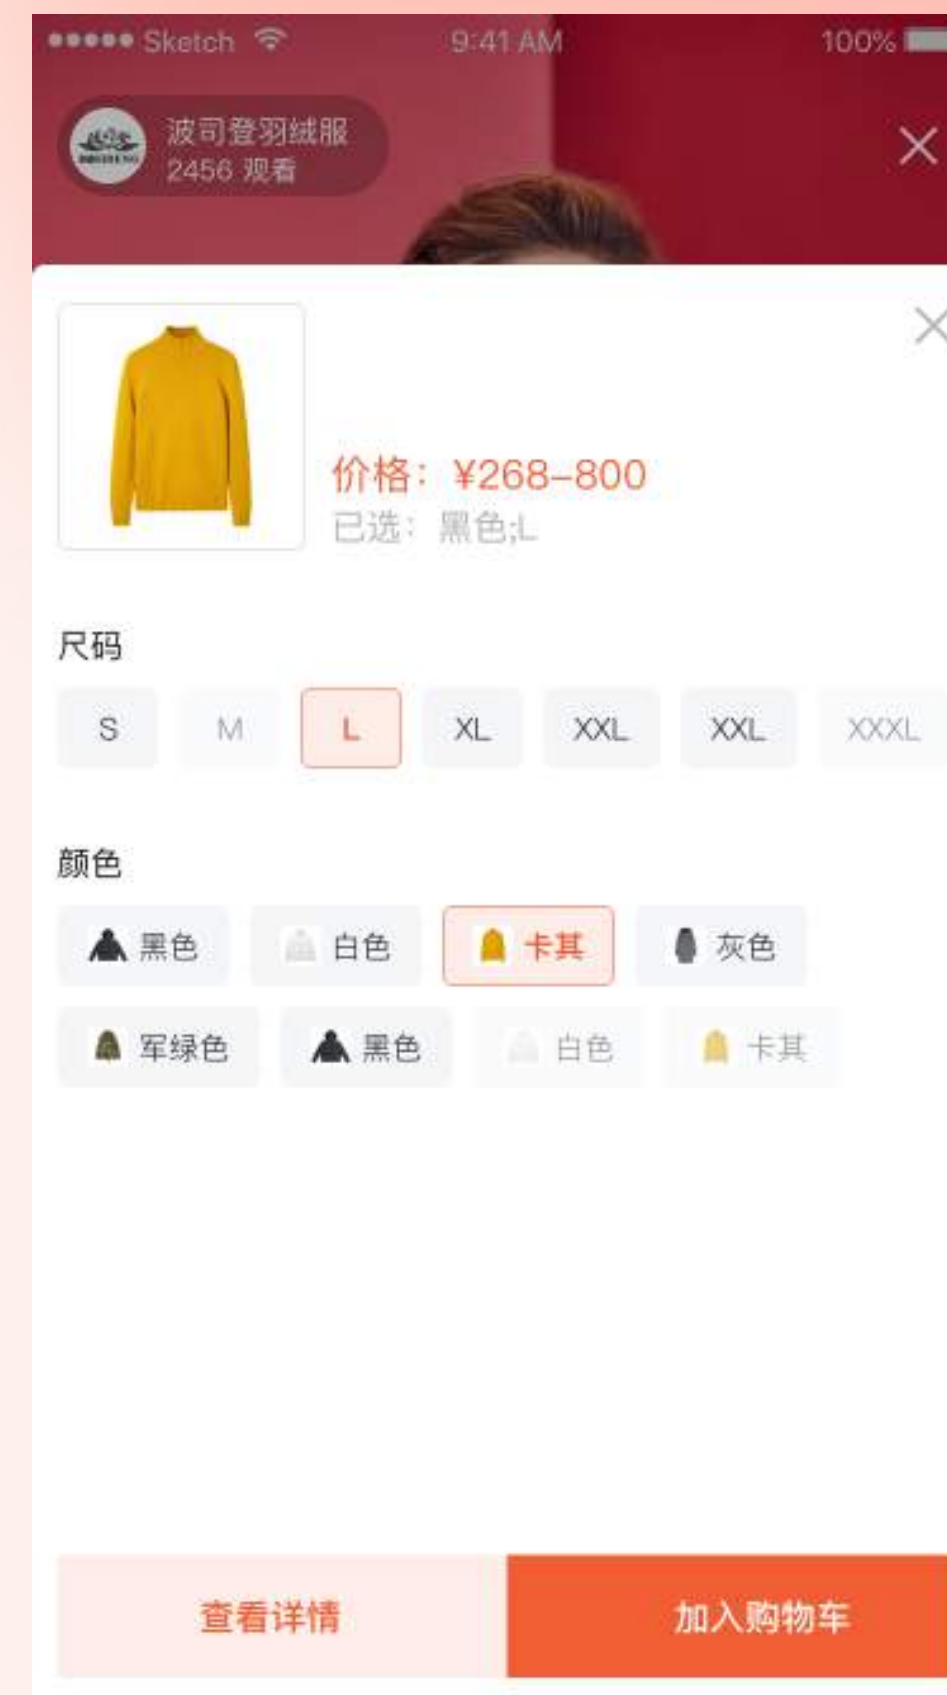 Sketch 9:41 AM 100%
波司登羽绒服
2456 观看
价格：¥268-800
已选：黑色;L
尺码
S M L XL XXL XXL XXXL
颜色
黑色 白色 卡其 灰色
军绿色 黑色 白色 卡其
查看详情 加入购物车